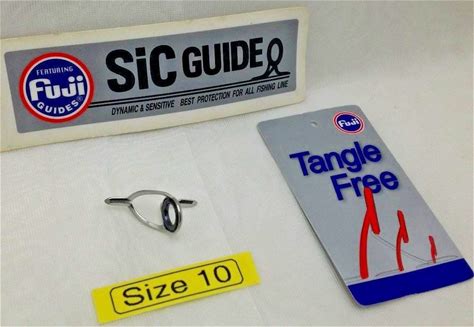 FEATURING
Fuji
GUIDES®
SiC GUIDE
DYNAMIC & SENSITIVE BEST PROTECTION FOR ALL FISHING LINE
Fuji
Tangle
Free
Size 10